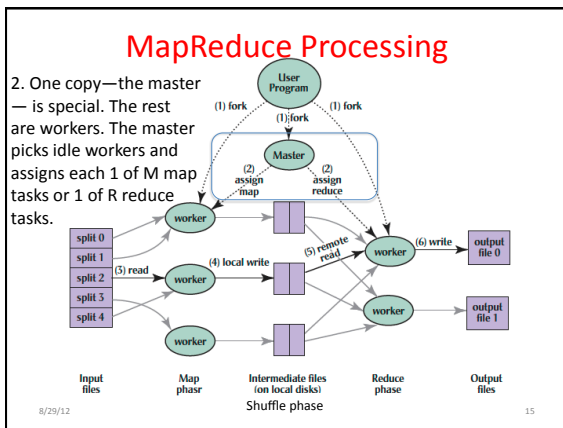 MapReduce Processing
2. One copy—the master
— is special. The rest
are workers. The master
picks idle workers and
assigns each 1 of M map
tasks or 1 of R reduce
tasks.
User
Program
(1) fork
(1) fork
(1) fork
Master
(2)
assign
map
(2)
assign
reduce
split 0
split 1
split 2
split 3
split 4
(3) read
worker
worker
worker
(4) local write
(5) remote
read
worker
worker
(6) write
output
file 0
output
file 1
Input
files
Map
phasr
Intermediate files
(on local disks)
Reduce
phase
Output
files
8/29/12
Shuffle phase
15